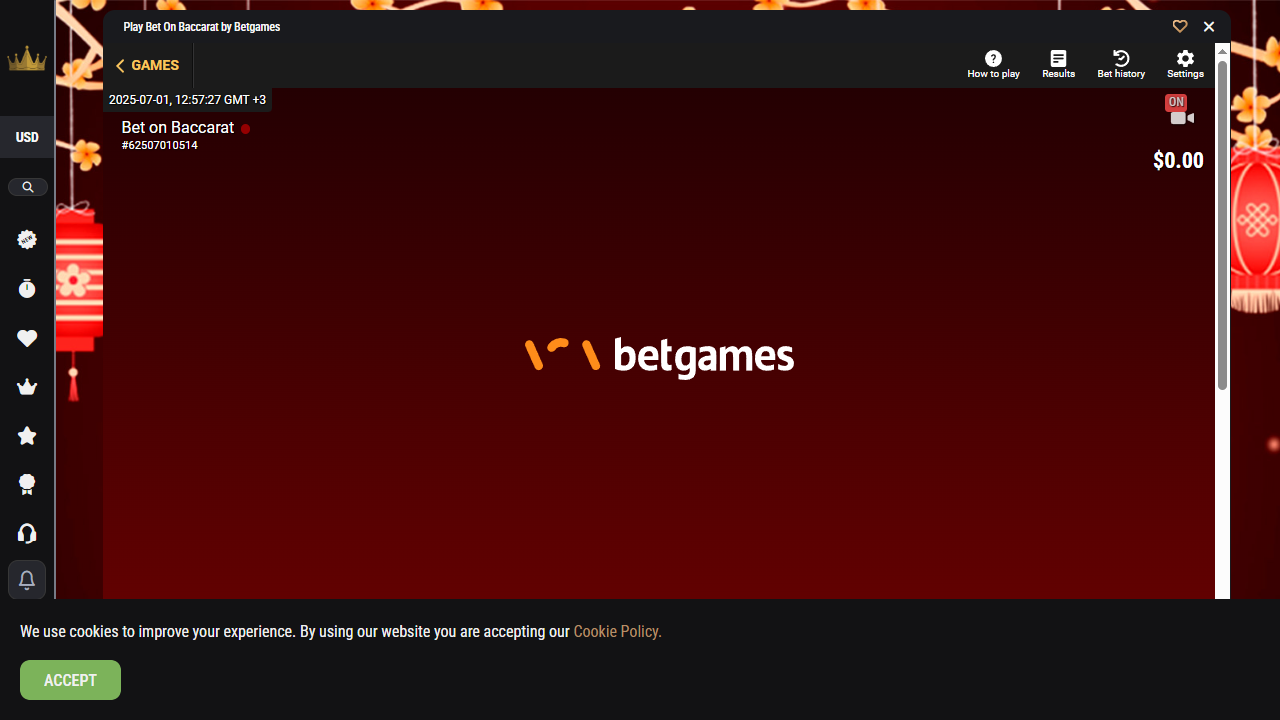 Play Bet On Baccarat by Betgames
GAMES
How to play
Results
Bet history
Settings
2025-07-01, 12:57:27 GMT +3
ON
Bet on Baccarat
#62507010514
USD
$0.00
NEW
betgames
We use cookies to improve your experience. By using our website you are accepting our Cookie Policy.
ACCEPT